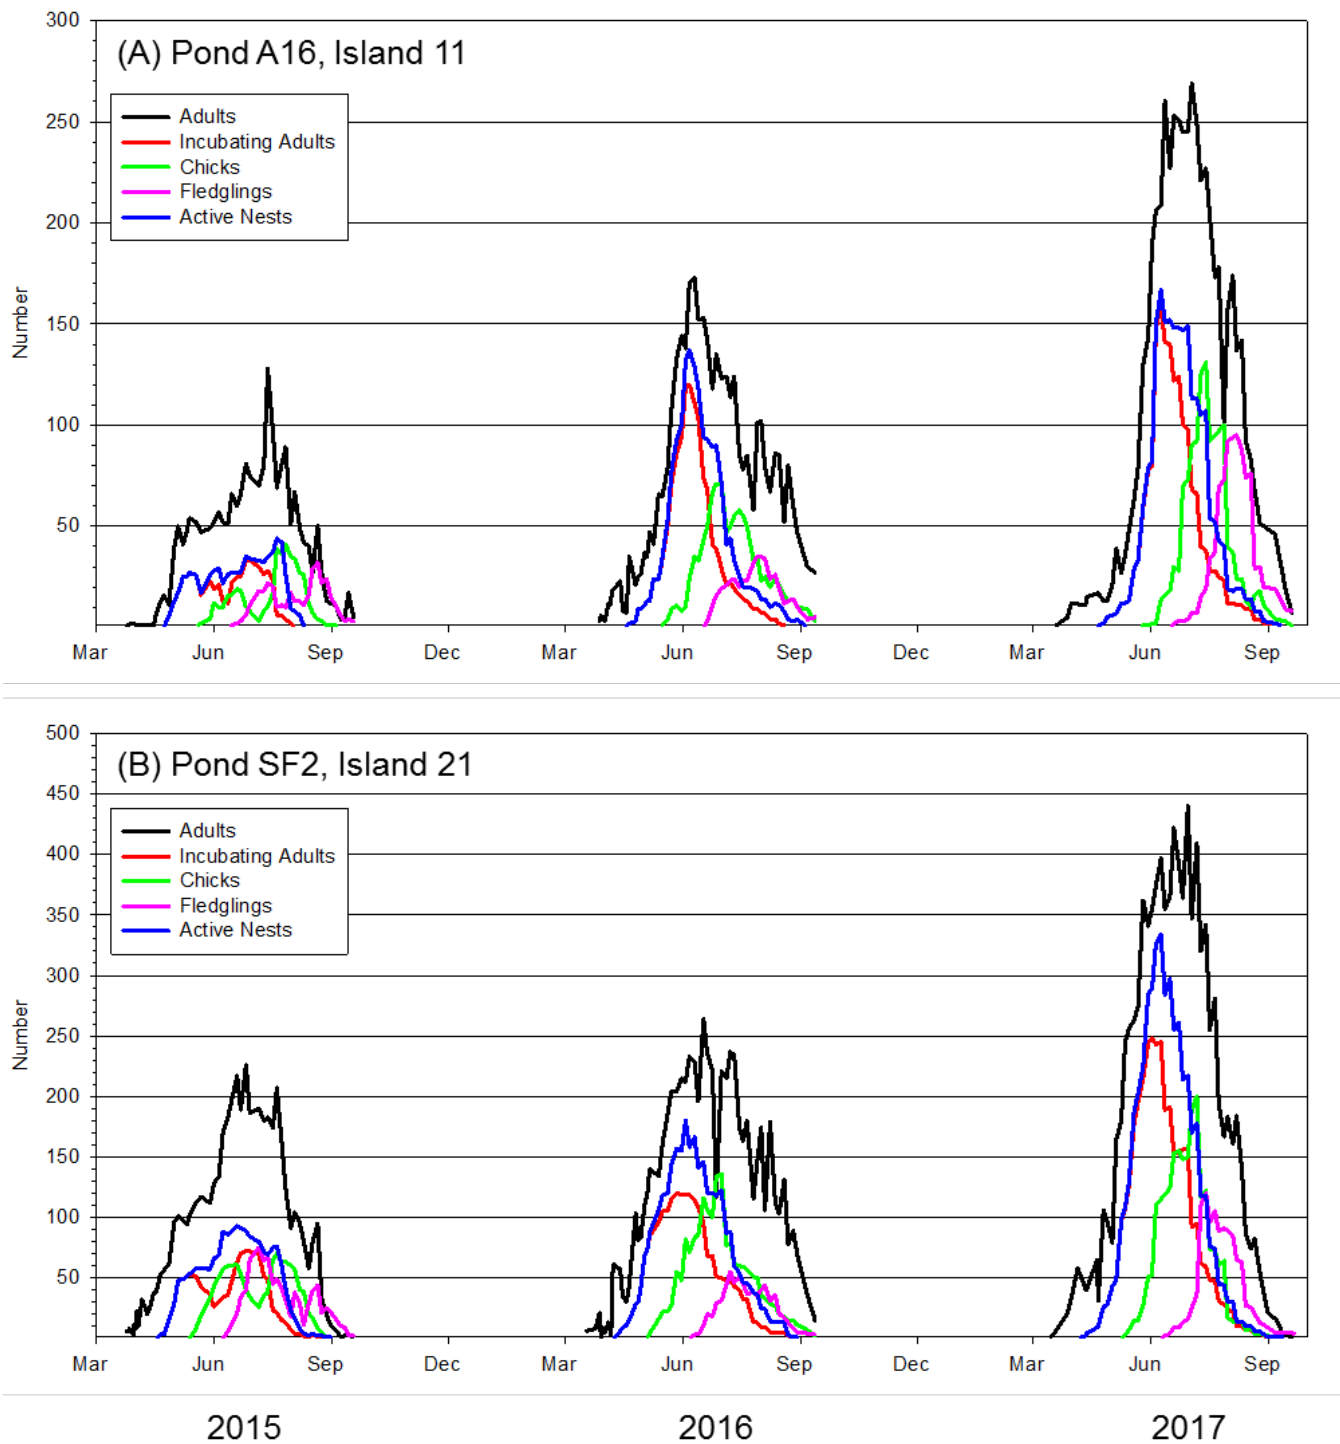 300
(A) Pond A16, Island 11
250
Adults
Incubating Adults
Chicks
Fledglings
Active Nests
200
Number
150
100
50
Mar Jun Sep Dec Mar Jun Sep Dec Mar Jun Sep
500
(B) Pond SF2, Island 21
450
Adults
Incubating Adults
Chicks
Fledglings
Active Nests
400
350
300
Number
250
200
150
100
50
Mar Jun Sep Dec Mar Jun Sep Dec Mar Jun Sep
2015 2016 2017